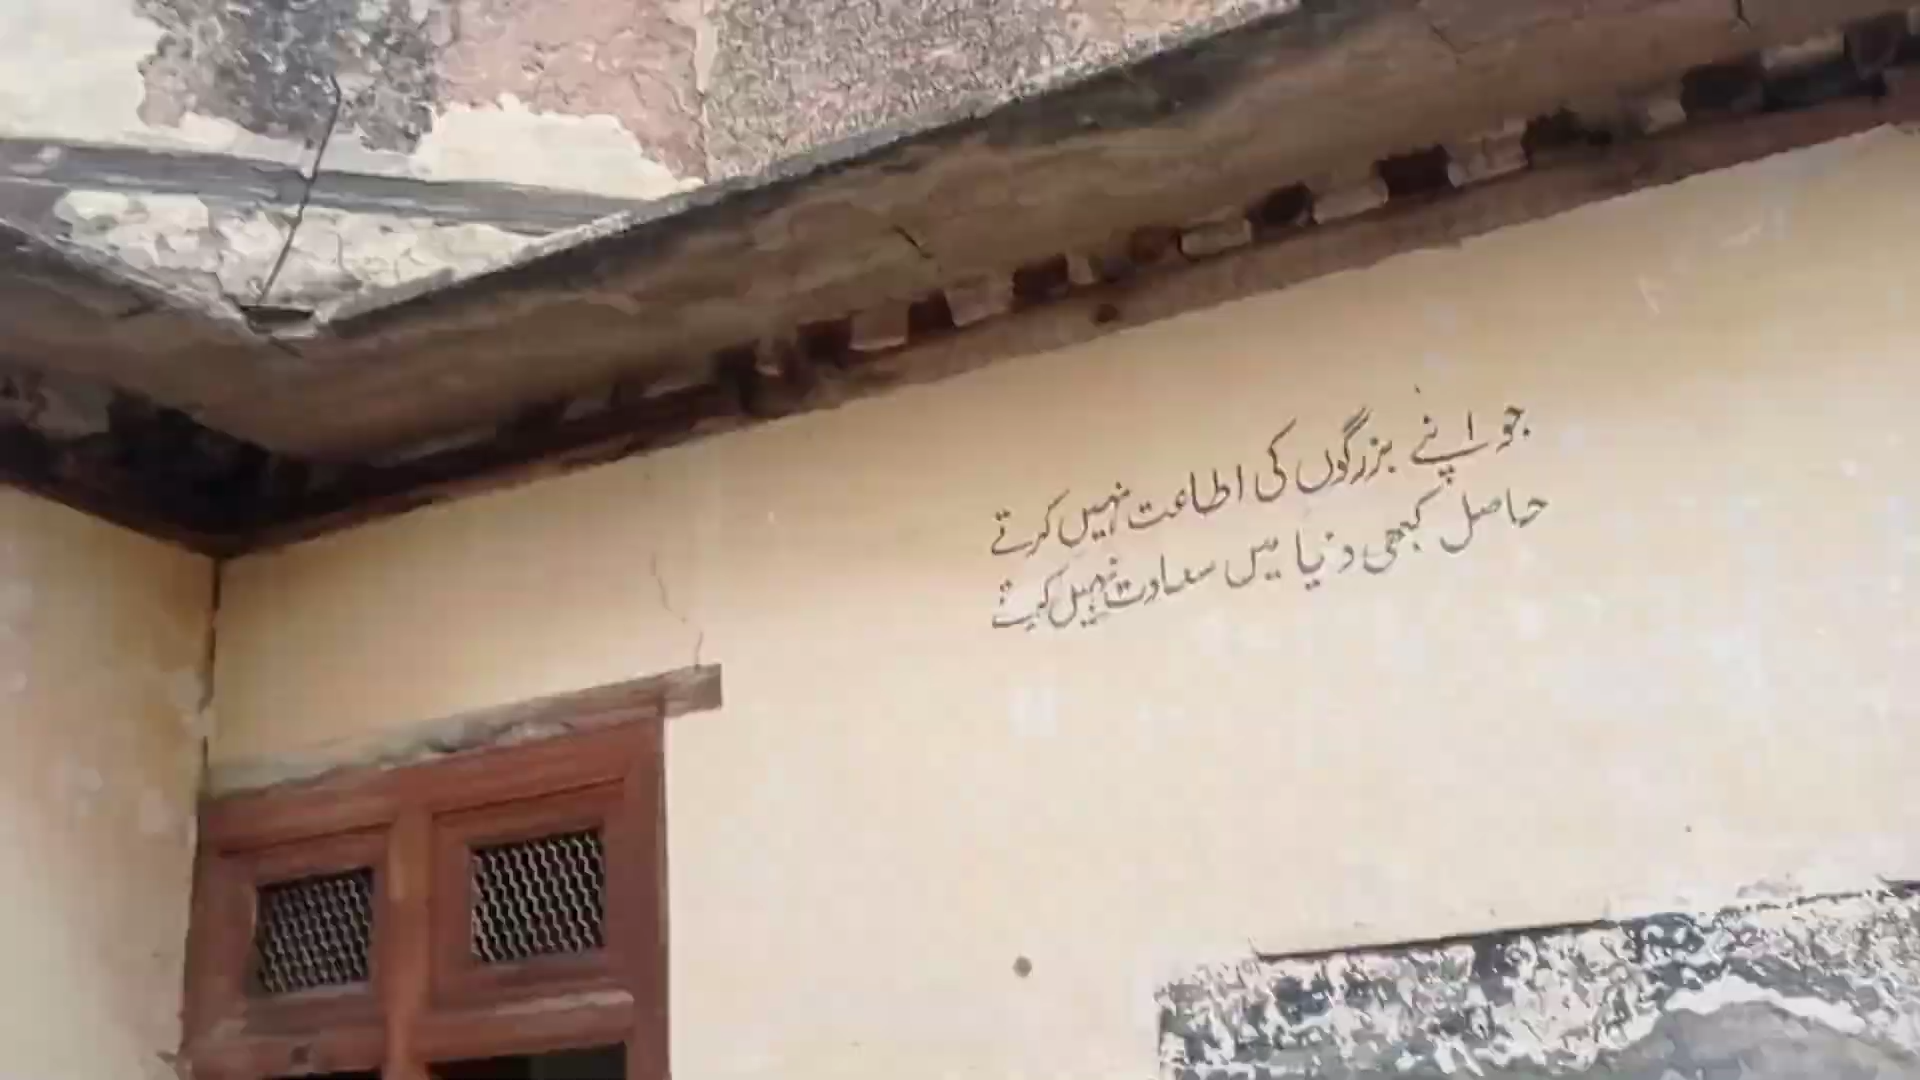 جو اپنے بزرگوں کی اطاعت نہیں کرتے
حاصل کبھی دنیا میں سعادت نہیں کرتے